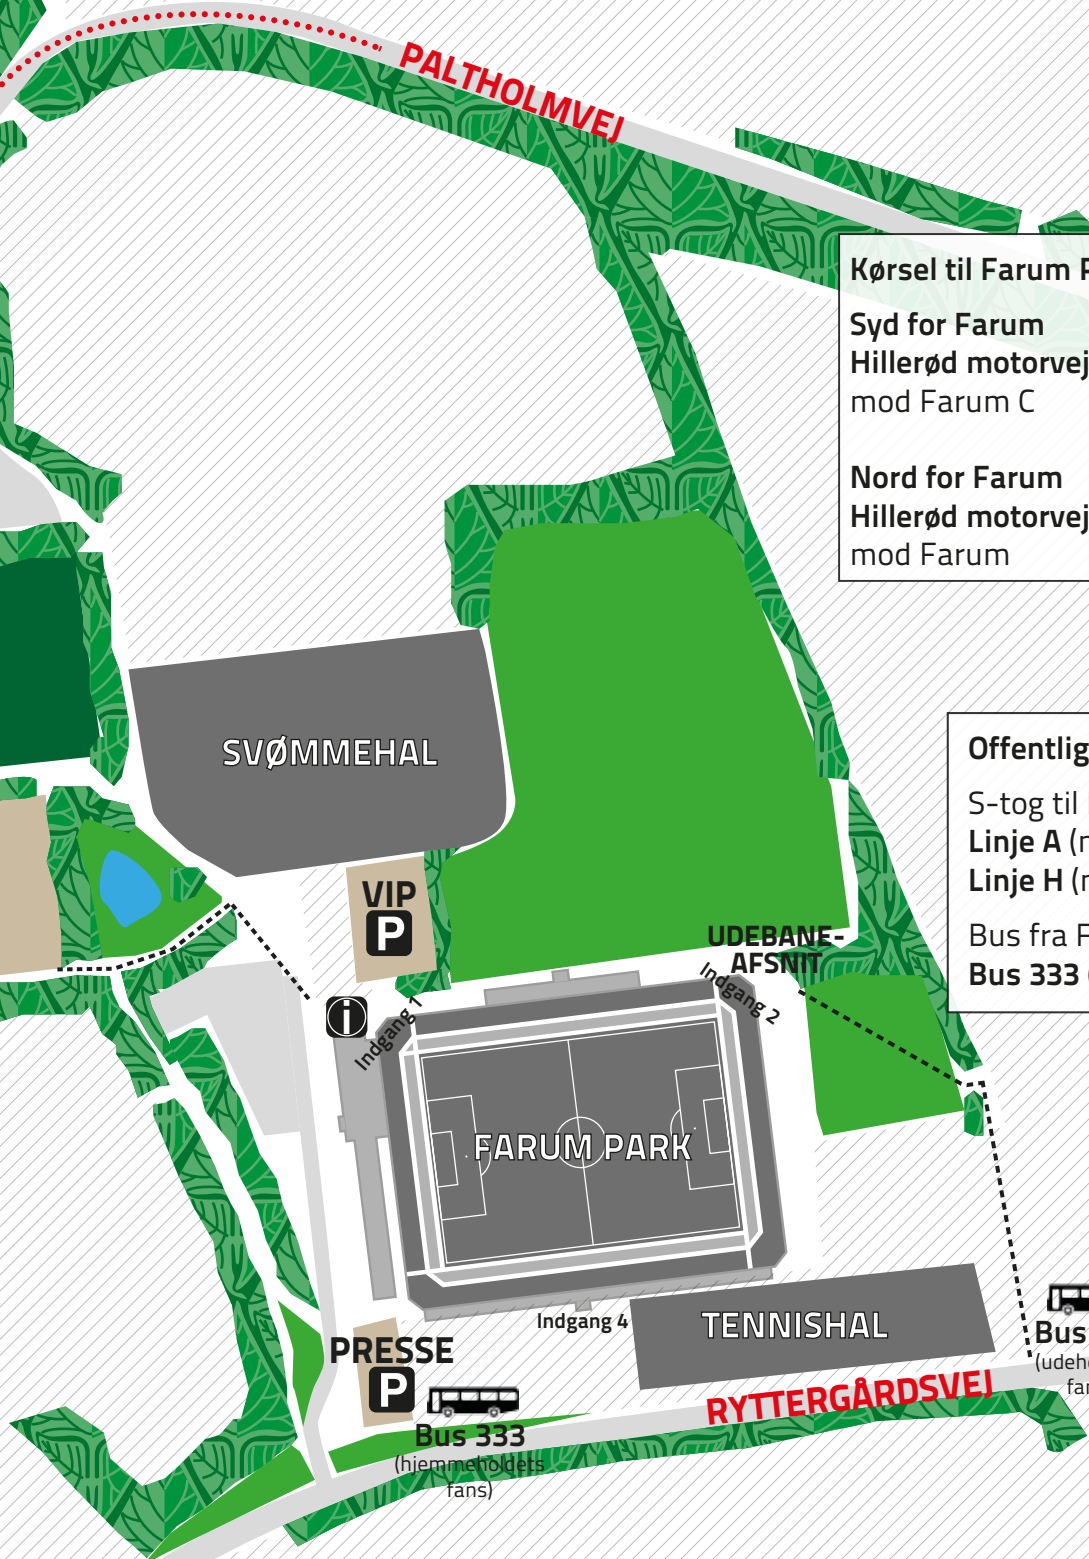 PALTHOLMVEJ
Kørsel til Farum P
Syd for Farum
Hillerød motorvej
mod Farum C
Nord for Farum
Hillerød motorvej
mod Farum
Offentlig
S-tog til
Linje A (
Linje H (
Bus fra F
Bus 333
SVØMMEHAL
VIP
P
UDEBANE-
AFSNIT
Indgang 2
i
Indgang 1
FARUM PARK
Indgang 4
TENNISHAL
PRESSE
P
Bus 333
(hjemmeholdets
fans)
RYTTERGÅRDSVEJ
Bus
(udeh
fa